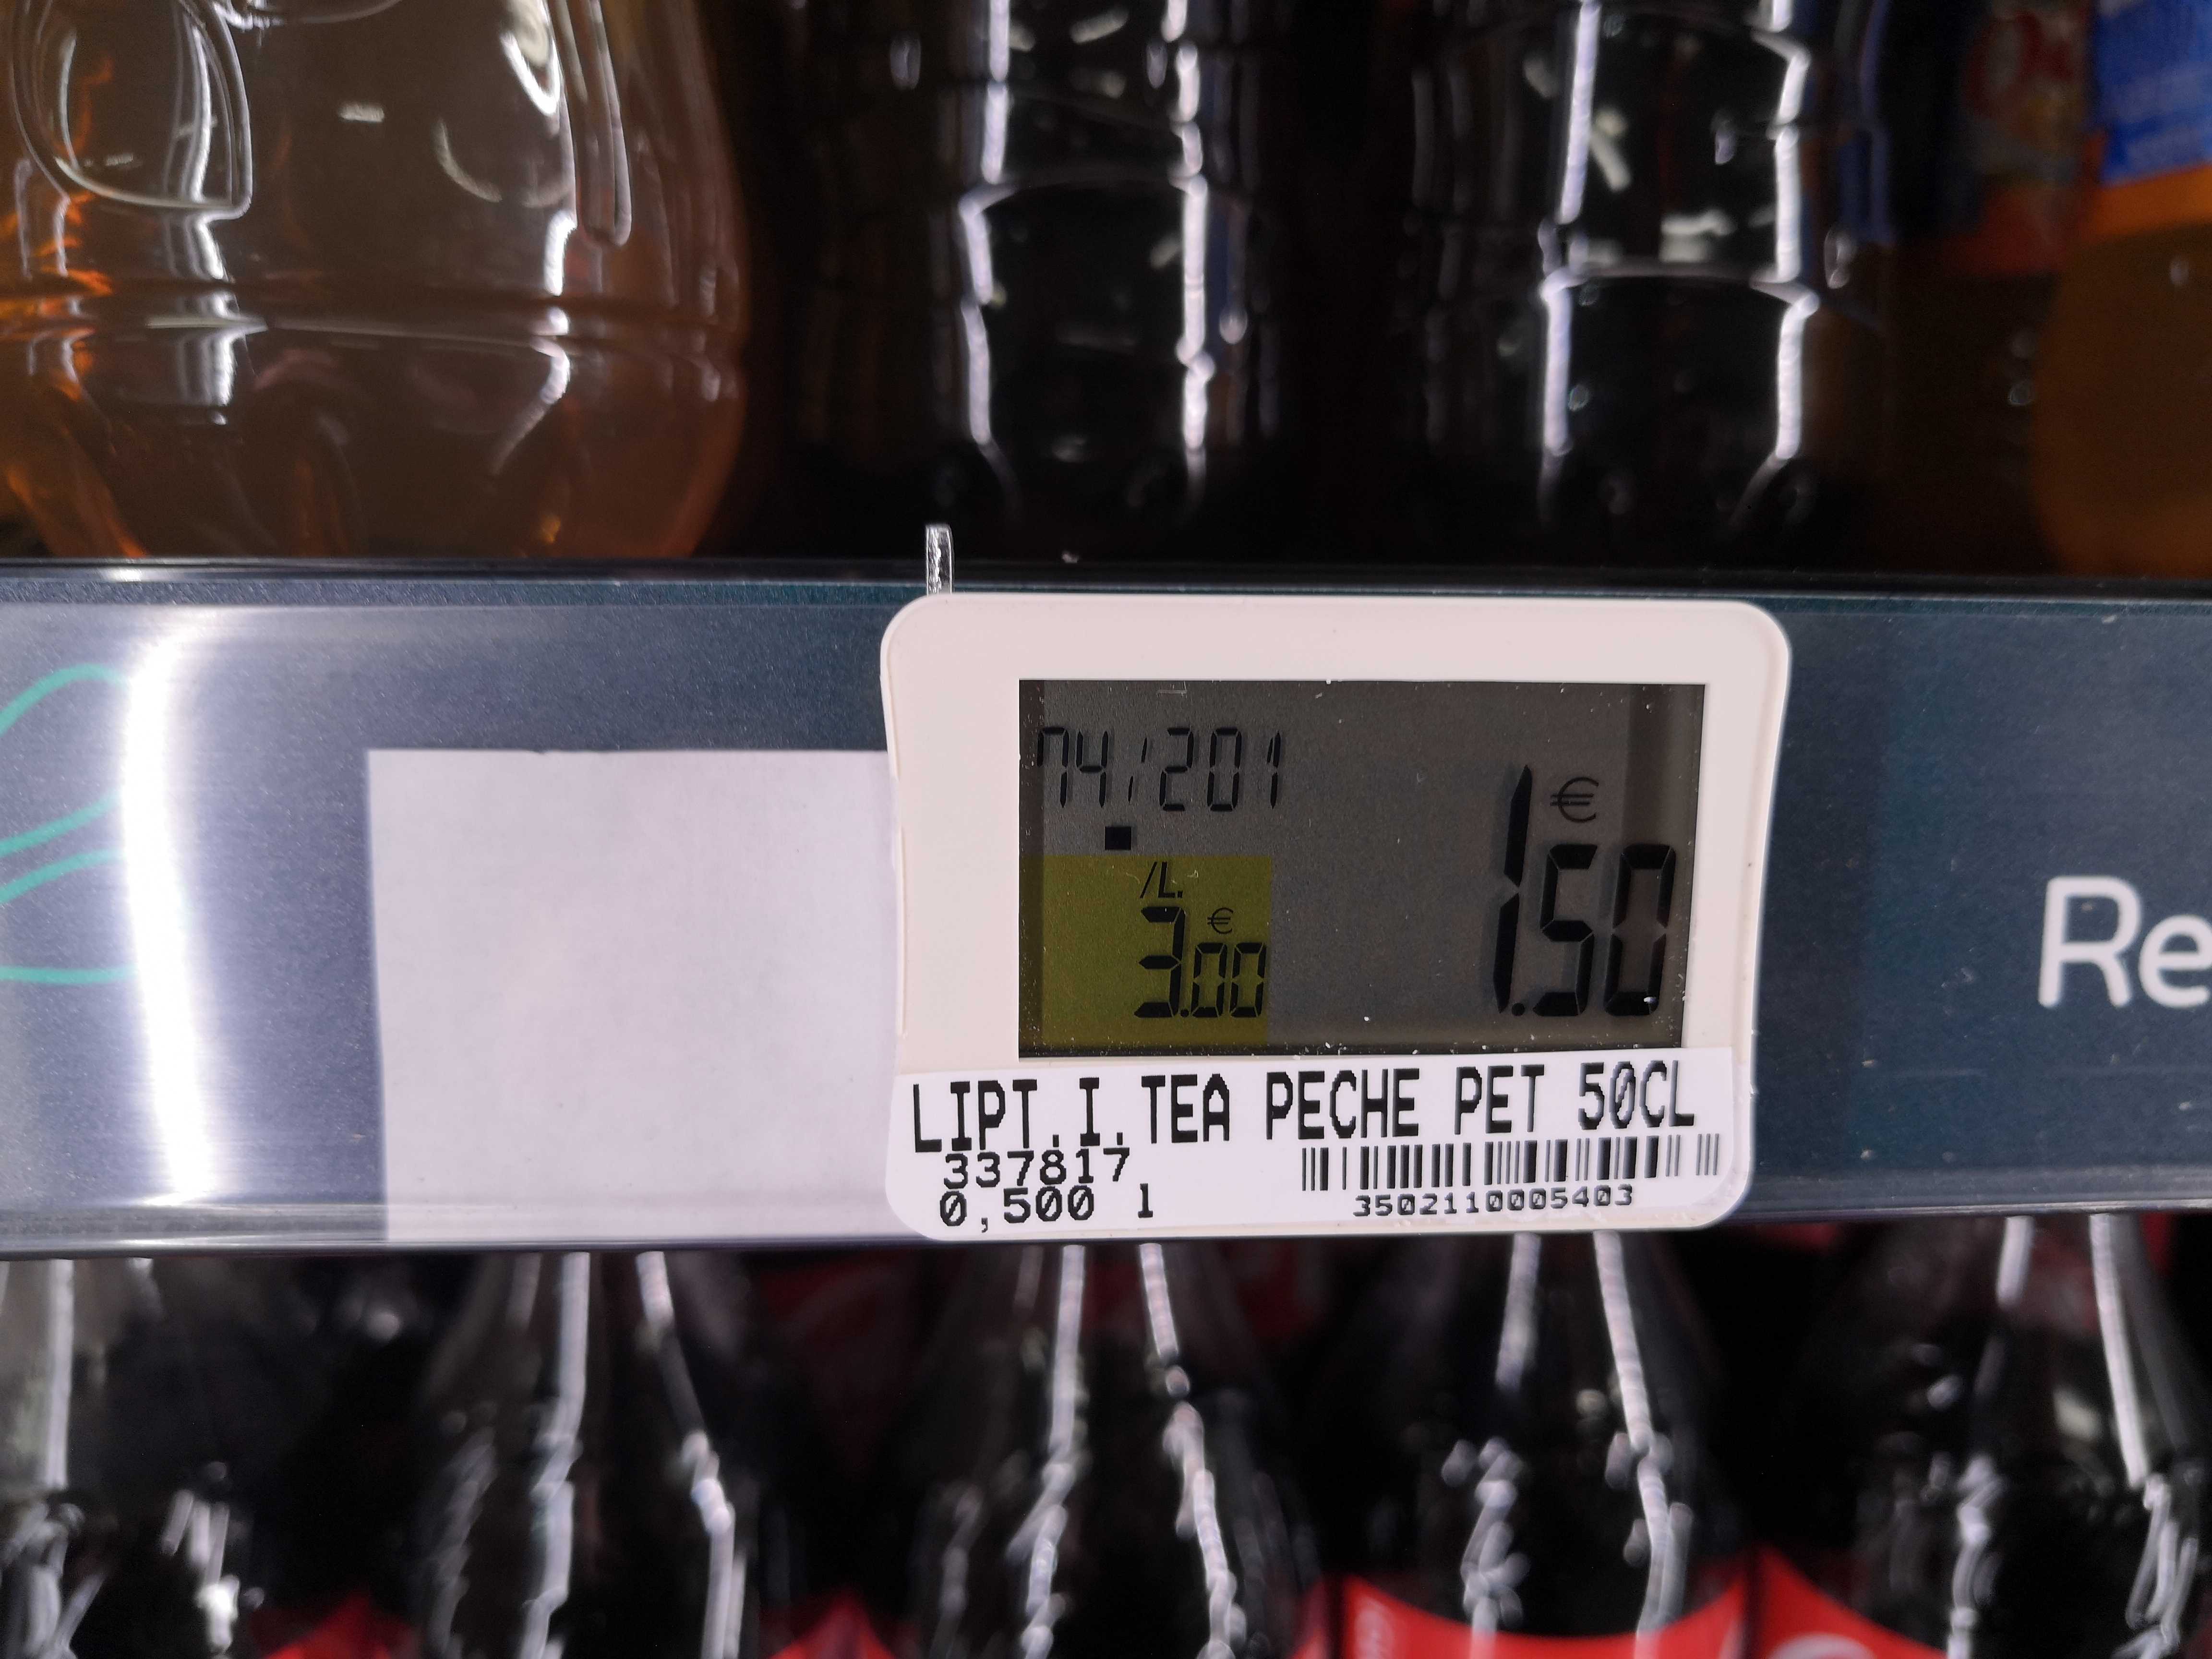 74/201
€
1.50
/L.
€
3.00
LIPT.I.TEA PECHE PET 50CL
337817
0,500 l
3502110005403
Re